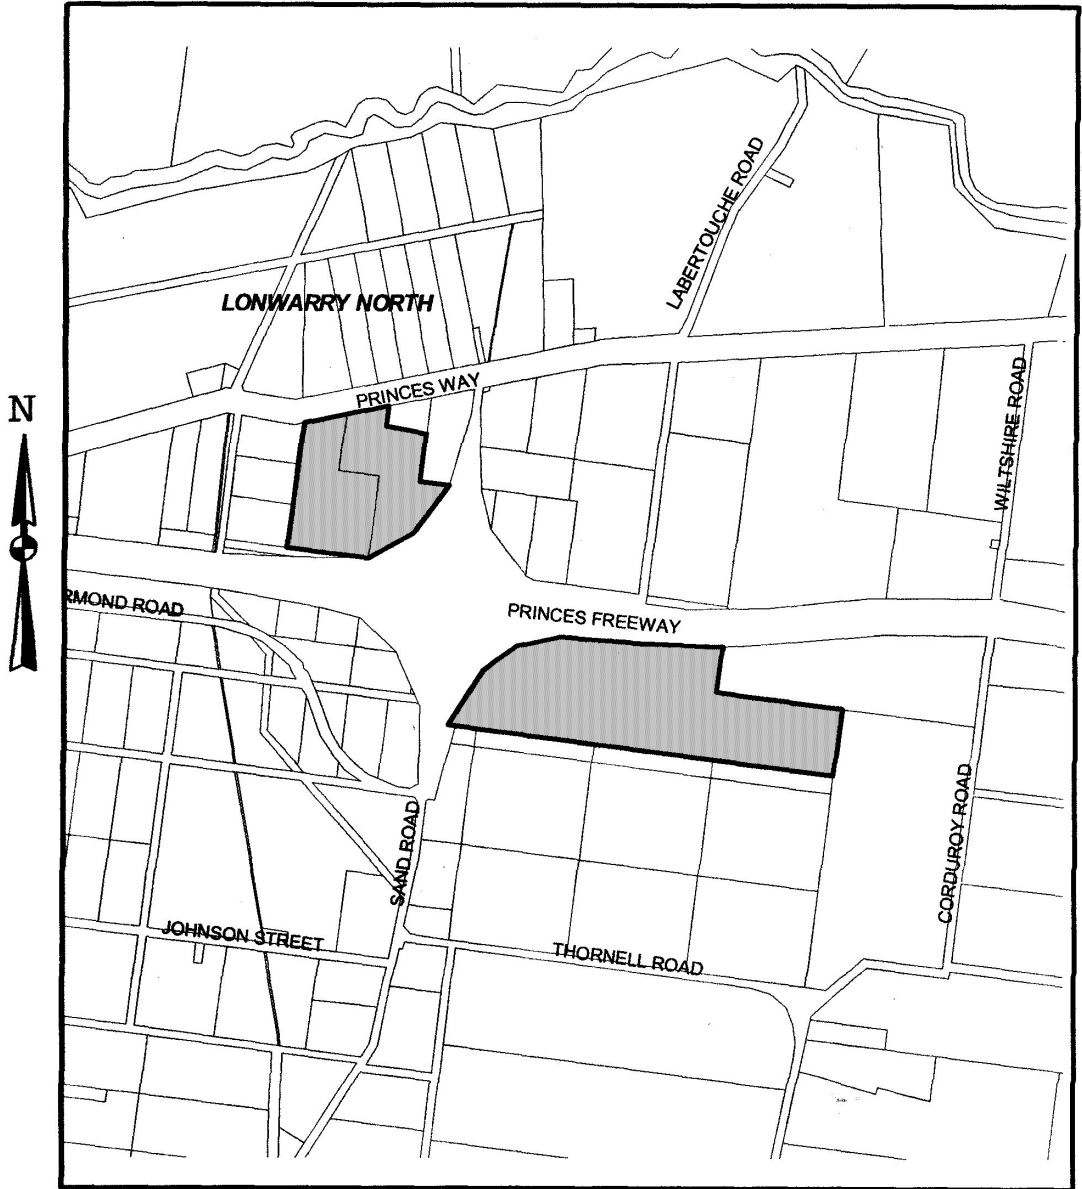 LABERTOUCHE ROAD
LONWARRY NORTH
PRINCES WAY
WILTSHIRE ROAD
N
RMOND ROAD
PRINCES FREEWAY
SAND ROAD
CORDUROY ROAD
JOHNSON STREET
THORNELL ROAD